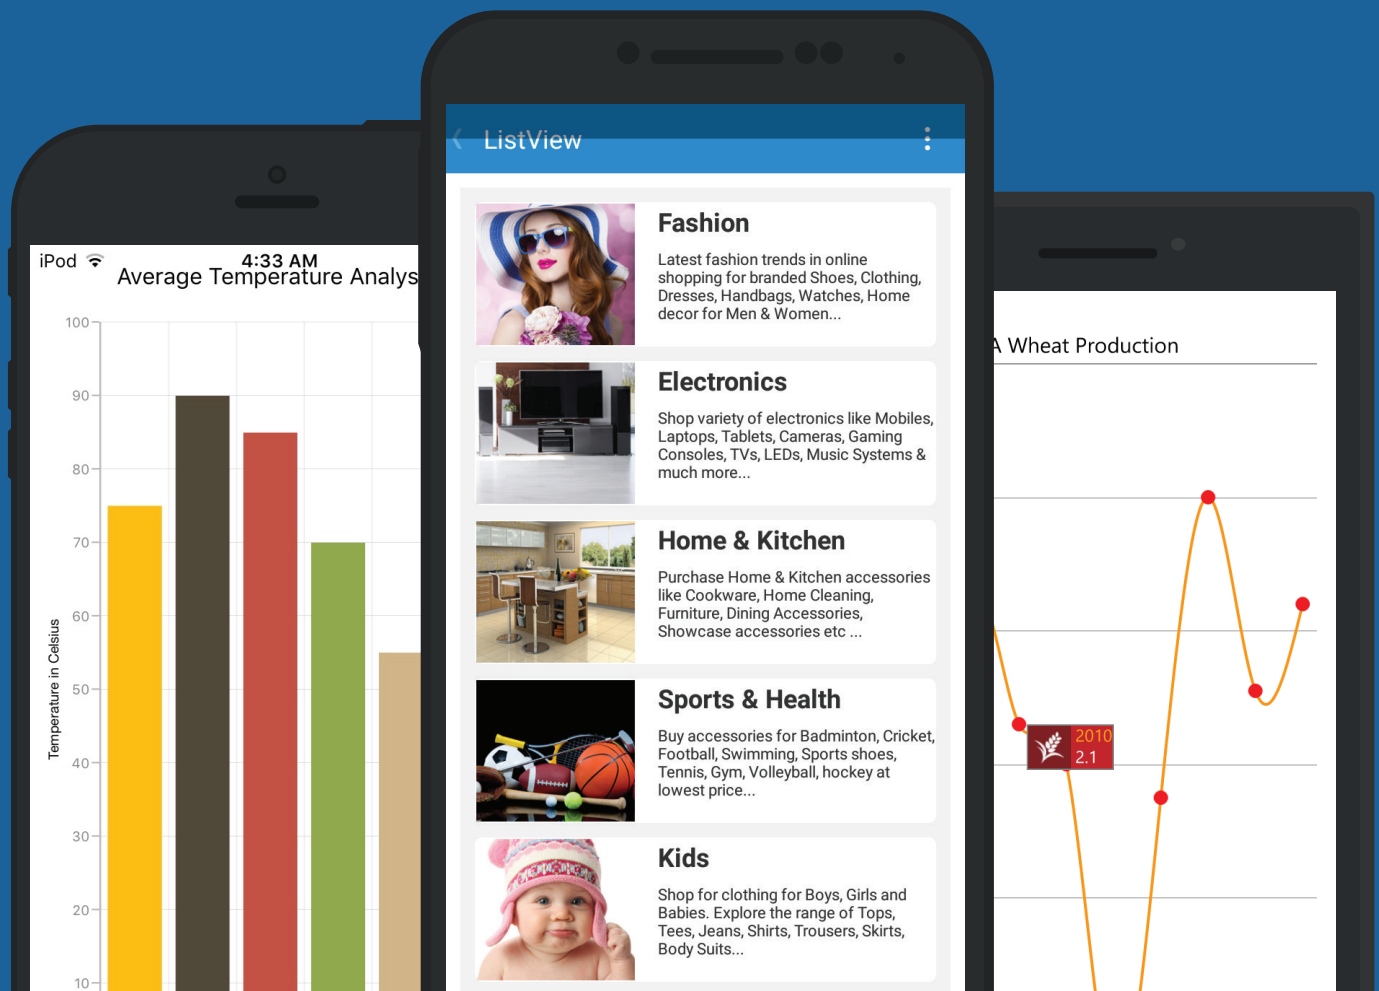 iPod
4:33 AM
Average Temperature Analys
100
90
80
70
60
50
40
30
20
10
Temperature in Celsius
ListView
Fashion
Latest fashion trends in online
shopping for branded Shoes, Clothing,
Dresses, Handbags, Watches, Home
decor for Men & Women...
Electronics
Shop variety of electronics like Mobiles,
Laptops, Tablets, Cameras, Gaming
Consoles, TVs, LEDs, Music Systems &
much more...
Home & Kitchen
Purchase Home & Kitchen accessories
like Cookware, Home Cleaning,
Furniture, Dining Accessories,
Showcase accessories etc ...
Sports & Health
Buy accessories for Badminton, Cricket,
Football, Swimming, Sports shoes,
Tennis, Gym, Volleyball, hockey at
lowest price...
Kids
Shop for clothing for Boys, Girls and
Babies. Explore the range of Tops,
Tees, Jeans, Shirts, Trousers, Skirts,
Body Suits...
A Wheat Production
2010
2.1